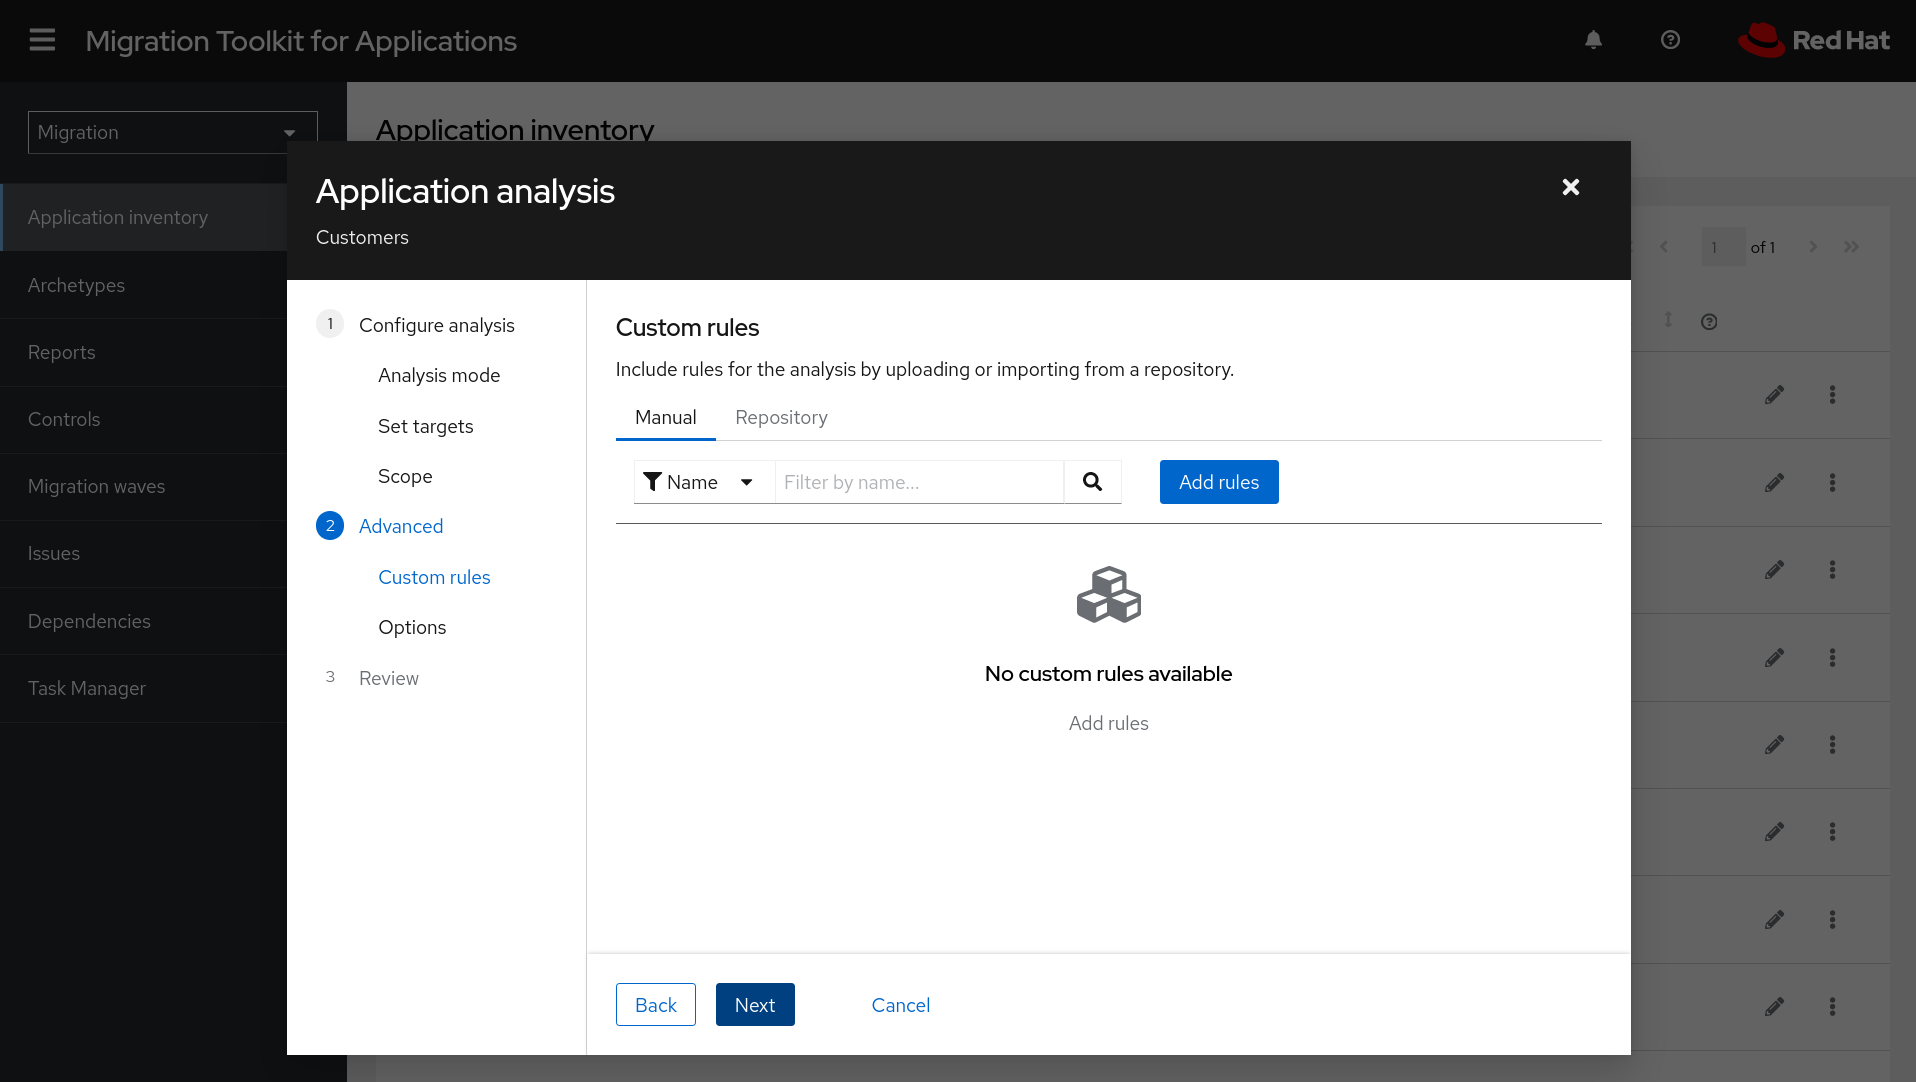 Migration Toolkit for Applications
Red Hat
Migration
Application inventory
Application inventory
Archetypes
Reports
Controls
Migration waves
Issues
Dependencies
Task Manager
1 of 1
Application analysis
Customers
1 Configure analysis
Analysis mode
Set targets
Scope
2 Advanced
Custom rules
Options
3 Review
Custom rules
Include rules for the analysis by uploading or importing from a repository.
Manual Repository
Name Filter by name... Add rules
No custom rules available
Add rules
Back Next Cancel